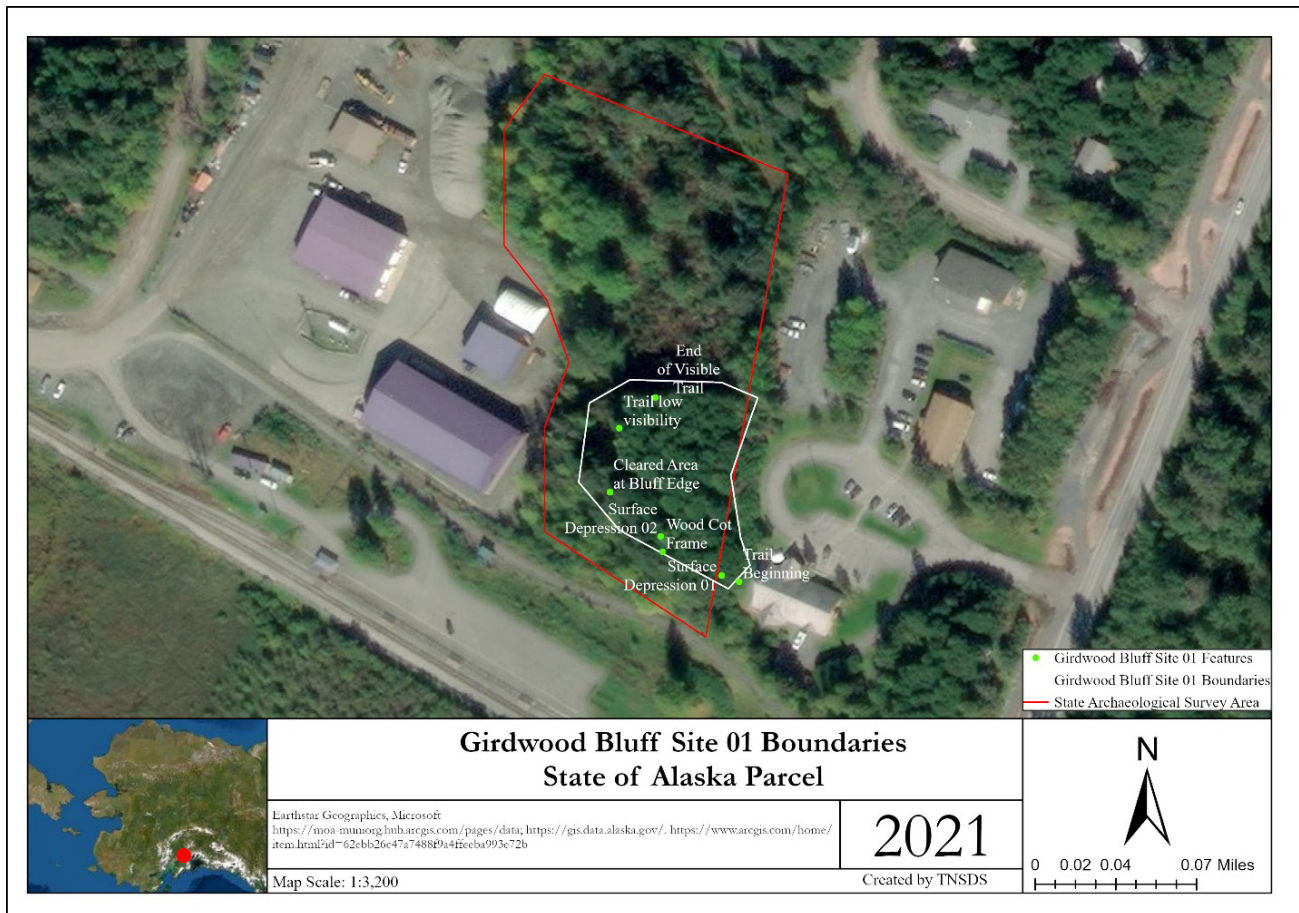 End
of Visible
Trail
Trail low
visibility
Cleared Area
at Bluff Edge
Surface
Depression 02
Wood Cot
Frame
Surface
Depression 01
Trail
Beginning
Girdwood Bluff Site 01 Features
Girdwood Bluff Site 01 Boundaries
State Archaeological Survey Area
Girdwood Bluff Site 01 Boundaries
State of Alaska Parcel
Earthstar Geographics, Microsoft
https://moa-muniorg.hub.arcgis.com/pages/data; https://gis.data.alaska.gov/. https://www.arcgis.com/home/
item.html?id=62ebb26c47a7488f9a4ffeeba993e72b
Map Scale: 1:3,200
2021
Created by TNSDS
N
0 0.02 0.04 0.07 Miles